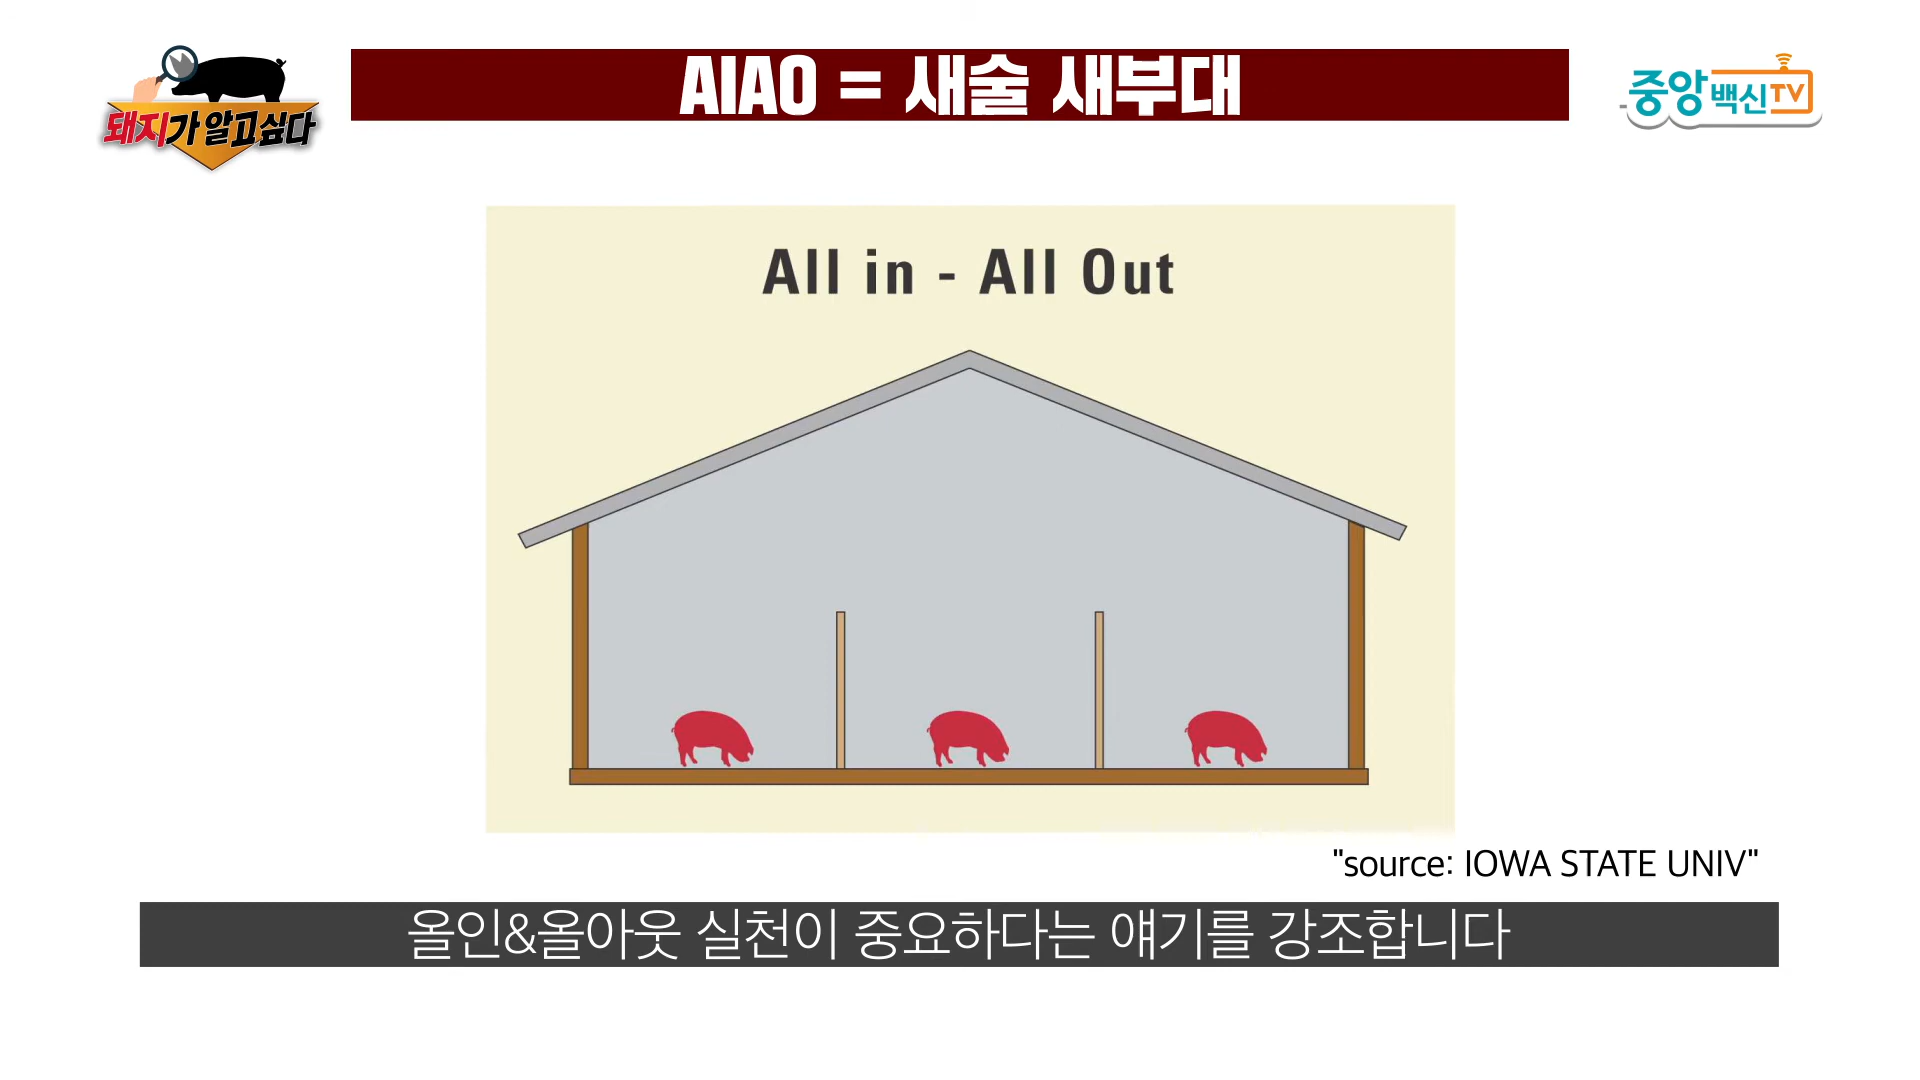 돼지가 알고싶다
AIAO = 새술 새부대
중앙백신TV
All in - All Out
"source: IOWA STATE UNIV"
올인&올아웃 실천이 중요하다는 얘기를 강조합니다